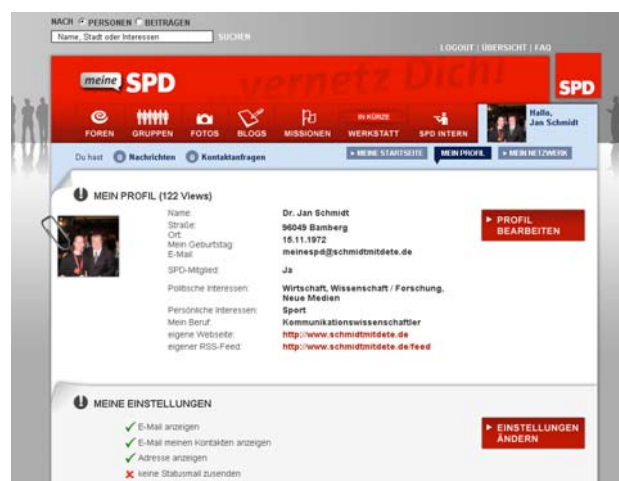 NACH PERSONEN BEITRÄGEN
Name, Stadt oder Interessen SUCHEN
LOGOUT | ÜBERSICHT | FAQ
vernetz Dich!
meine SPD
SPD
FOREN GRUPPEN FOTOS BLOGS MISSIONEN IN KÜRZE WERKSTATT SPD INTERN
Hallo,
Jan Schmidt
Du hast 0 Nachrichten 0 Kontaktanfragen
MEINE STARTSEITE MEIN PROFIL MEIN NETZWERK
MEIN PROFIL (122 Views)
Name: Dr. Jan Schmidt
Straße:
Ort: 96049 Bamberg
Mein Geburtstag: 15.11.1972
E-Mail: meinespd@schmidtmitdete.de
SPD-Mitglied: Ja
Politische Interessen: Wirtschaft, Wissenschaft / Forschung,
Neue Medien
Persönliche Interessen: Sport
Mein Beruf: Kommunikationswissenschaftler
eigene Webseite: http://www.schmidtmitdete.de
eigener RSS-Feed: http://www.schmidtmitdete.de/feed
PROFIL
BEARBEITEN
MEINE EINSTELLUNGEN
E-Mail anzeigen
E-Mail meinen Kontakten anzeigen
Adresse anzeigen
keine Statusmail zusenden
EINSTELLUNGEN
ÄNDERN